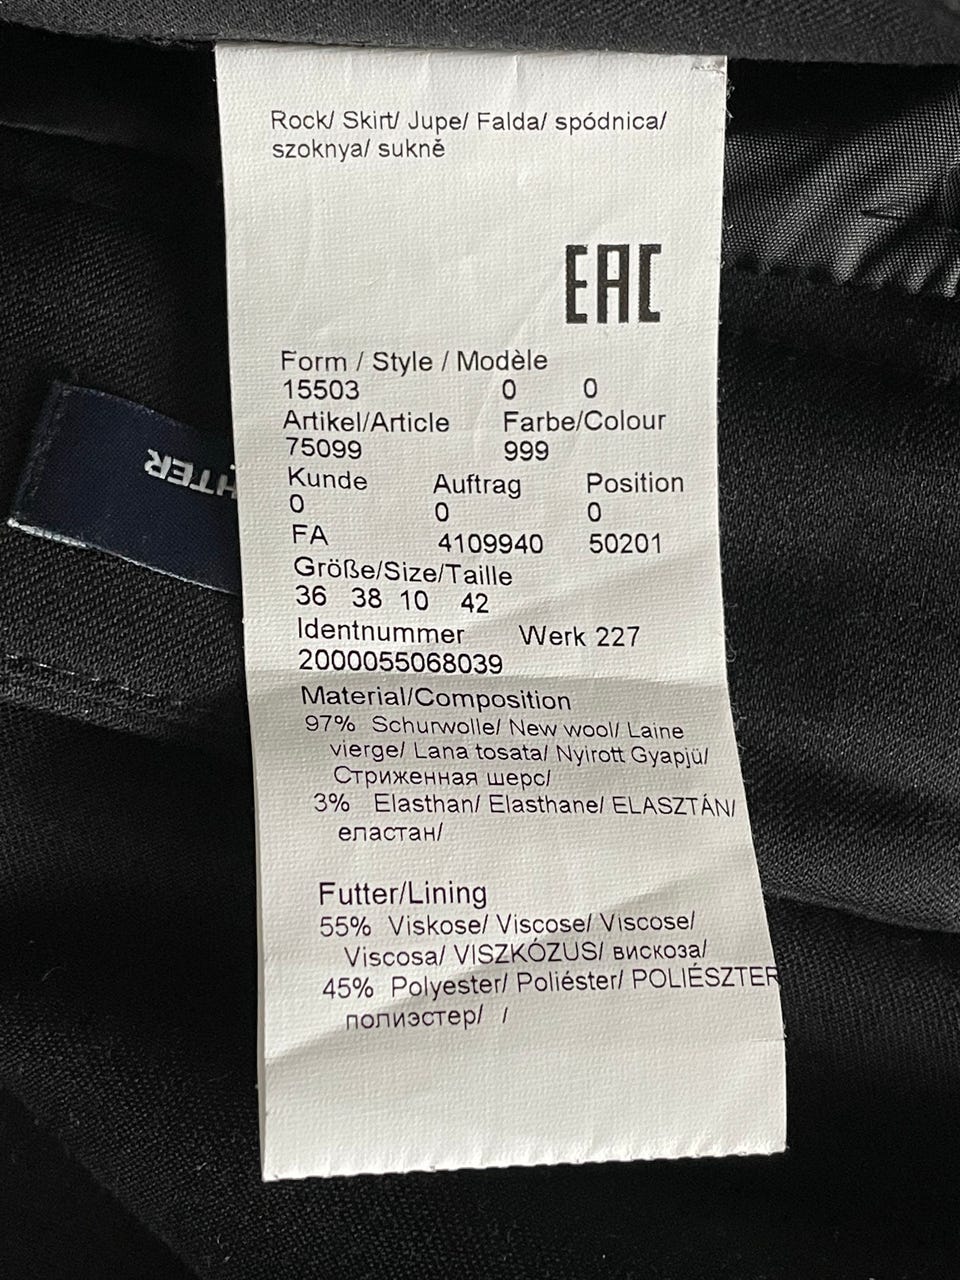 Rock/ Skirt/ Jupe/ Falda/ spódnica/
szoknya/ sukně
EAC
Form / Style / Modèle
15503 0 0
Artikel/Article Farbe/Colour
75099 999
Kunde Auftrag Position
0 0 0
FA 4109940 50201
Größe/Size/Taille
36 38 10 42
Identnummer Werk 227
2000055068039
Material/Composition
97% Schurwolle/ New wool/ Laine
vierge/ Lana tosata/ Nyirott Gyapjü/
Стриженная шерс/
3% Elasthan/ Elasthane/ ELASZTÁN/
еластан/
Futter/Lining
55% Viskose/ Viscose/ Viscose/
Viscosa/ VISZKÓZUS/ вискоза/
45% Polyester/ Poliéster/ POLIÉSZTER
полиэстер/ /